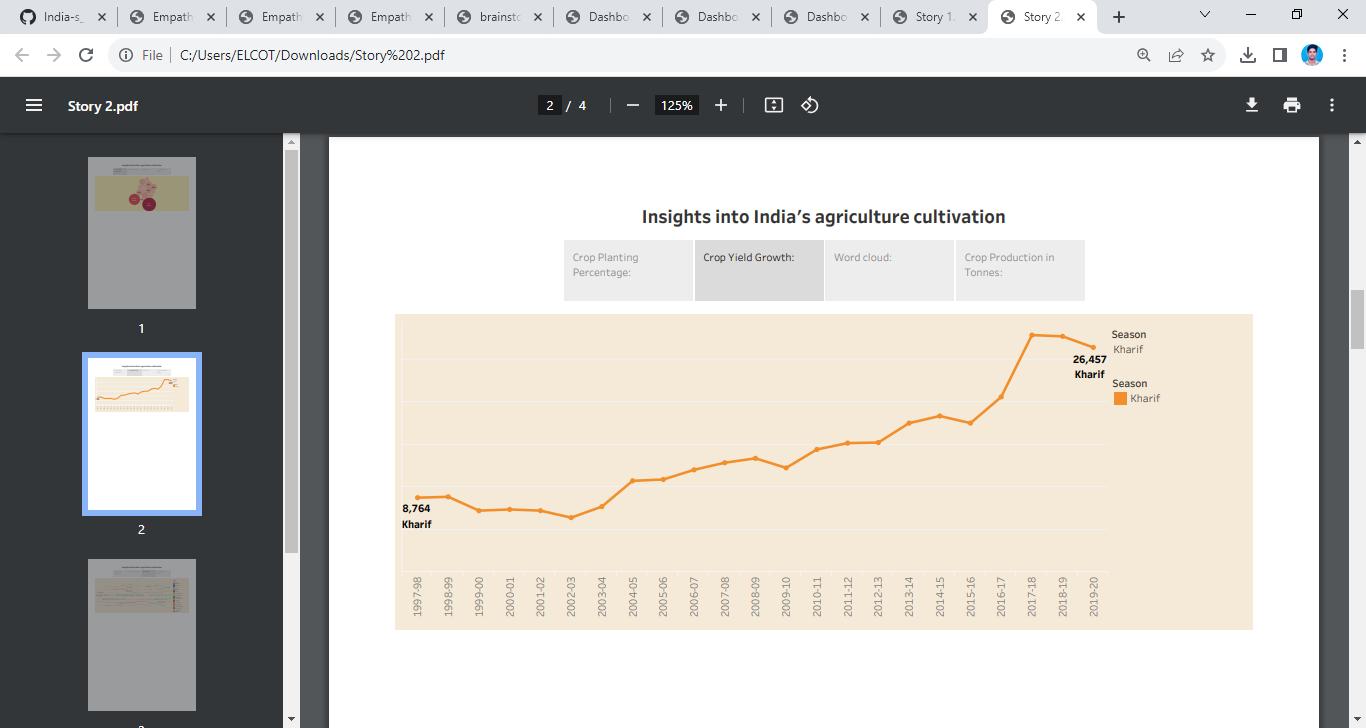 India-s_
Empath
Empath
Empath
brainsto
Dashbo
Dashbo
Dashbo
Story 1.
Story 2.
File
C:/Users/ELCOT/Downloads/Story%202.pdf
Story 2.pdf
2 / 4
125%
1
2
Insights into India's agriculture cultivation
Crop Planting
Percentage:
Crop Yield Growth:
Word cloud:
Crop Production in
Tonnes:
Season
Kharif
26,457
Kharif
Season
Kharif
8,764
Kharif
1997-98
1998-99
1999-00
2000-01
2001-02
2002-03
2003-04
2004-05
2005-06
2006-07
2007-08
2008-09
2009-10
2010-11
2011-12
2012-13
2013-14
2014-15
2015-16
2016-17
2017-18
2018-19
2019-20